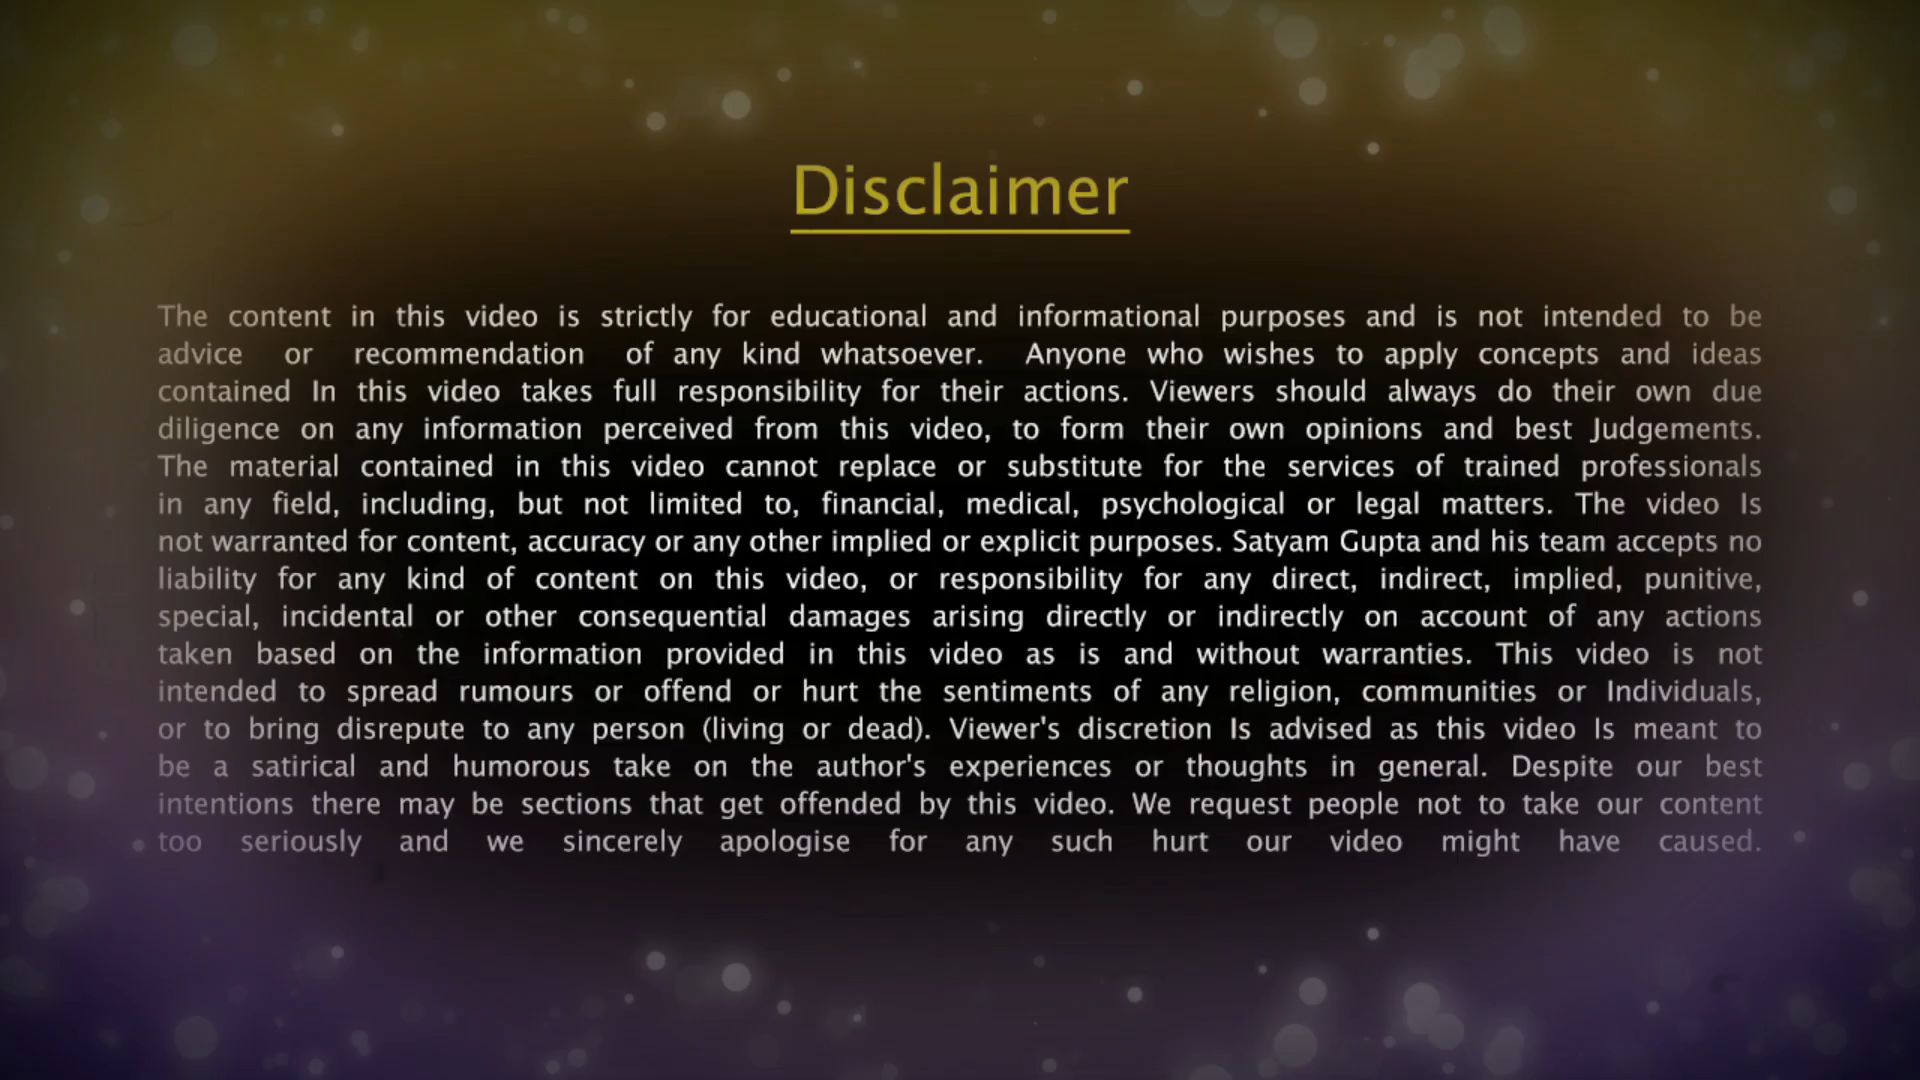 Disclaimer
The content in this video is strictly for educational and informational purposes and is not intended to be
advice or recommendation of any kind whatsoever. Anyone who wishes to apply concepts and ideas
contained In this video takes full responsibility for their actions. Viewers should always do their own due
diligence on any information perceived from this video, to form their own opinions and best Judgements.
The material contained in this video cannot replace or substitute for the services of trained professionals
in any field, including, but not limited to, financial, medical, psychological or legal matters. The video Is
not warranted for content, accuracy or any other implied or explicit purposes. Satyam Gupta and his team accepts no
liability for any kind of content on this video, or responsibility for any direct, indirect, implied, punitive,
special, incidental or other consequential damages arising directly or indirectly on account of any actions
taken based on the information provided in this video as is and without warranties. This video is not
intended to spread rumours or offend or hurt the sentiments of any religion, communities or Individuals,
or to bring disrepute to any person (living or dead). Viewer's discretion Is advised as this video Is meant to
be a satirical and humorous take on the author's experiences or thoughts in general. Despite our best
intentions there may be sections that get offended by this video. We request people not to take our content
too seriously and we sincerely apologise for any such hurt our video might have caused.